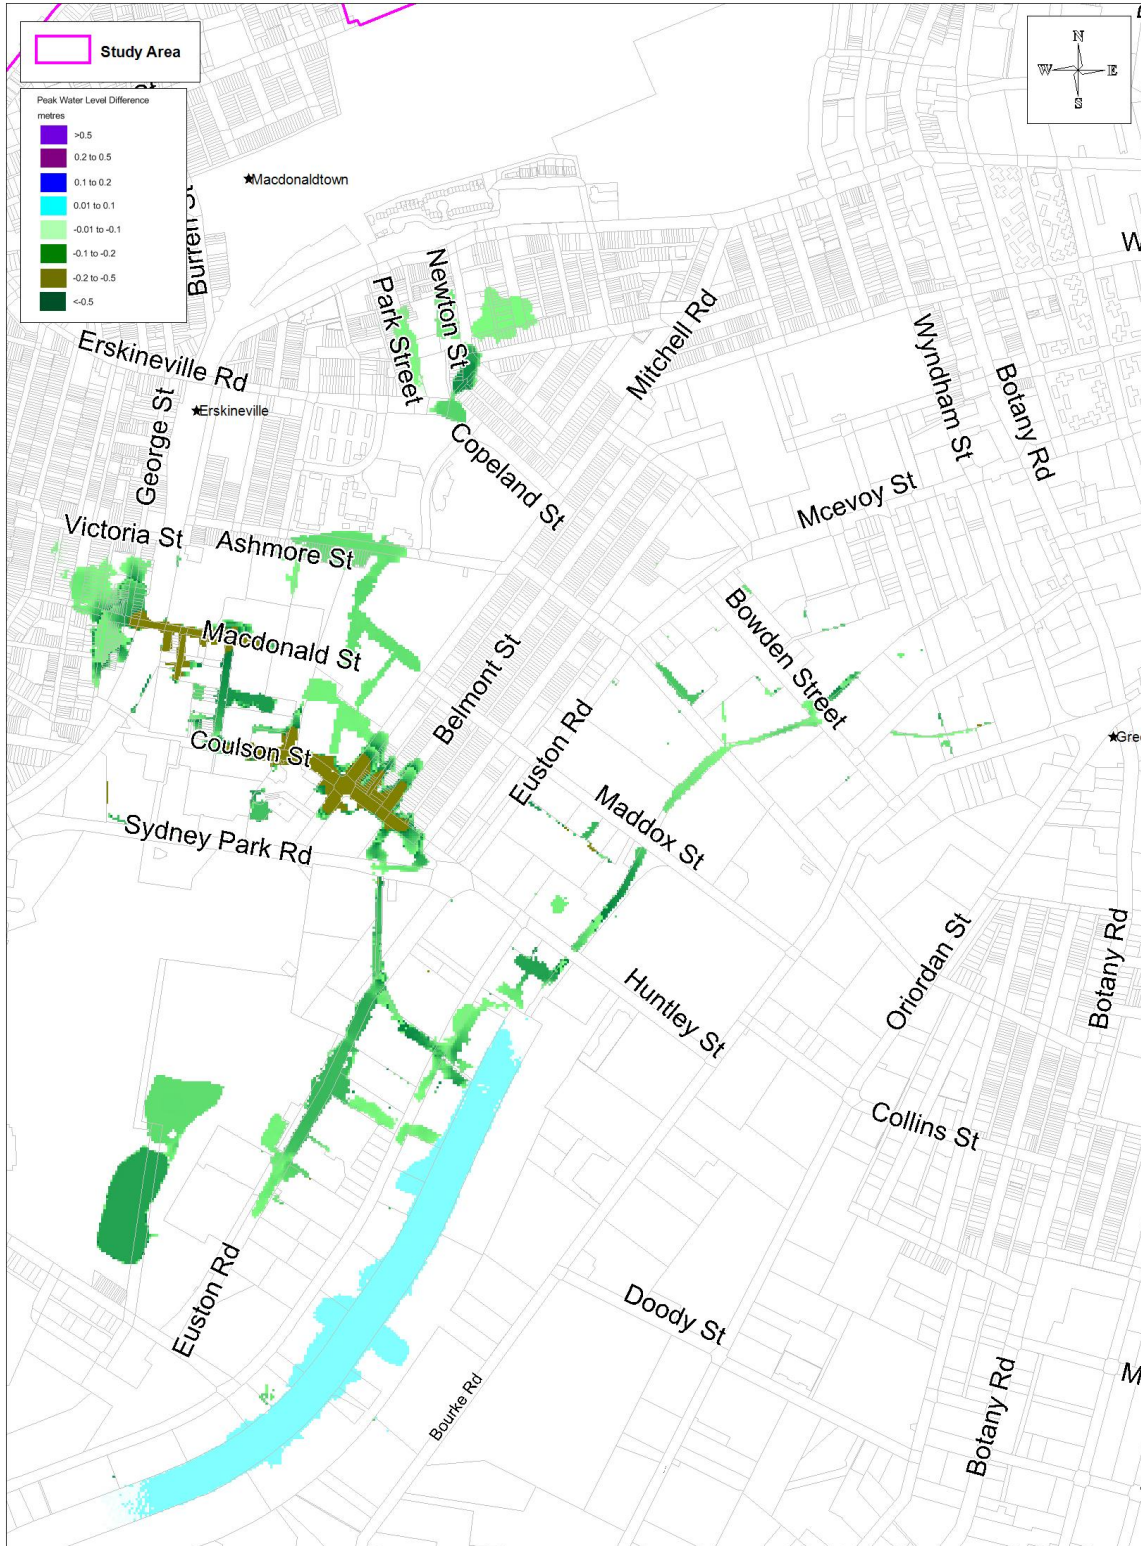 Study Area
N
W E
S
Peak Water Level Difference
metres
>0.5
0.2 to 0.5
0.1 to 0.2
0.01 to 0.1
-0.01 to -0.1
-0.1 to -0.2
-0.2 to -0.5
<-0.5
St
Macdonaldtown
Burren St
W
Newton St
Park Street
Mitchell Rd
Wyndham St
Botany Rd
Erskineville Rd
Erskineville
George St
Copeland St
Mcevoy St
Victoria St
Ashmore St
Bowden Street
Macdonald St
Belmont St
Euston Rd
Coulson St
Gree
Maddox St
Sydney Park Rd
Oriordan St
Botany Rd
Huntley St
Collins St
Euston Rd
Doody St
Bourke Rd
Botany Rd
M